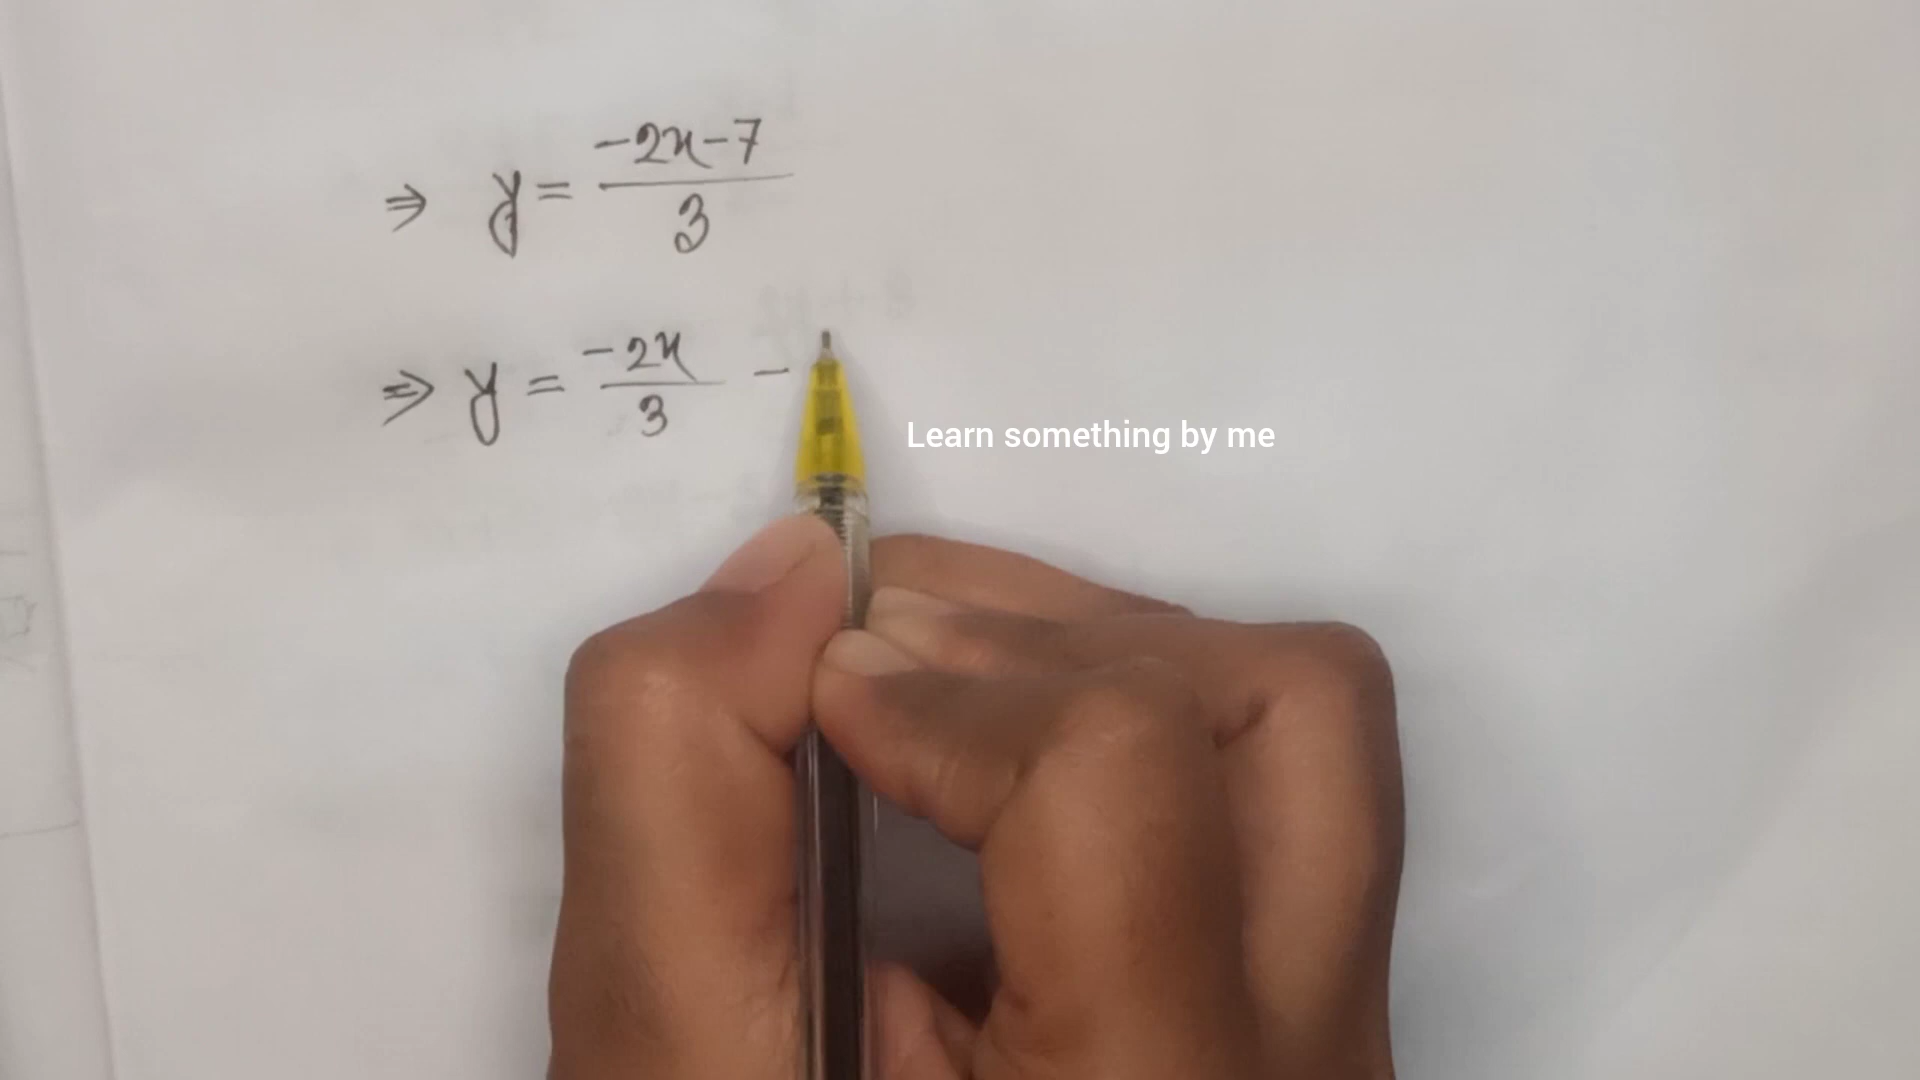 ⇒ y = -2x-7/3
⇒ y = -2x/3 -
Learn something by me